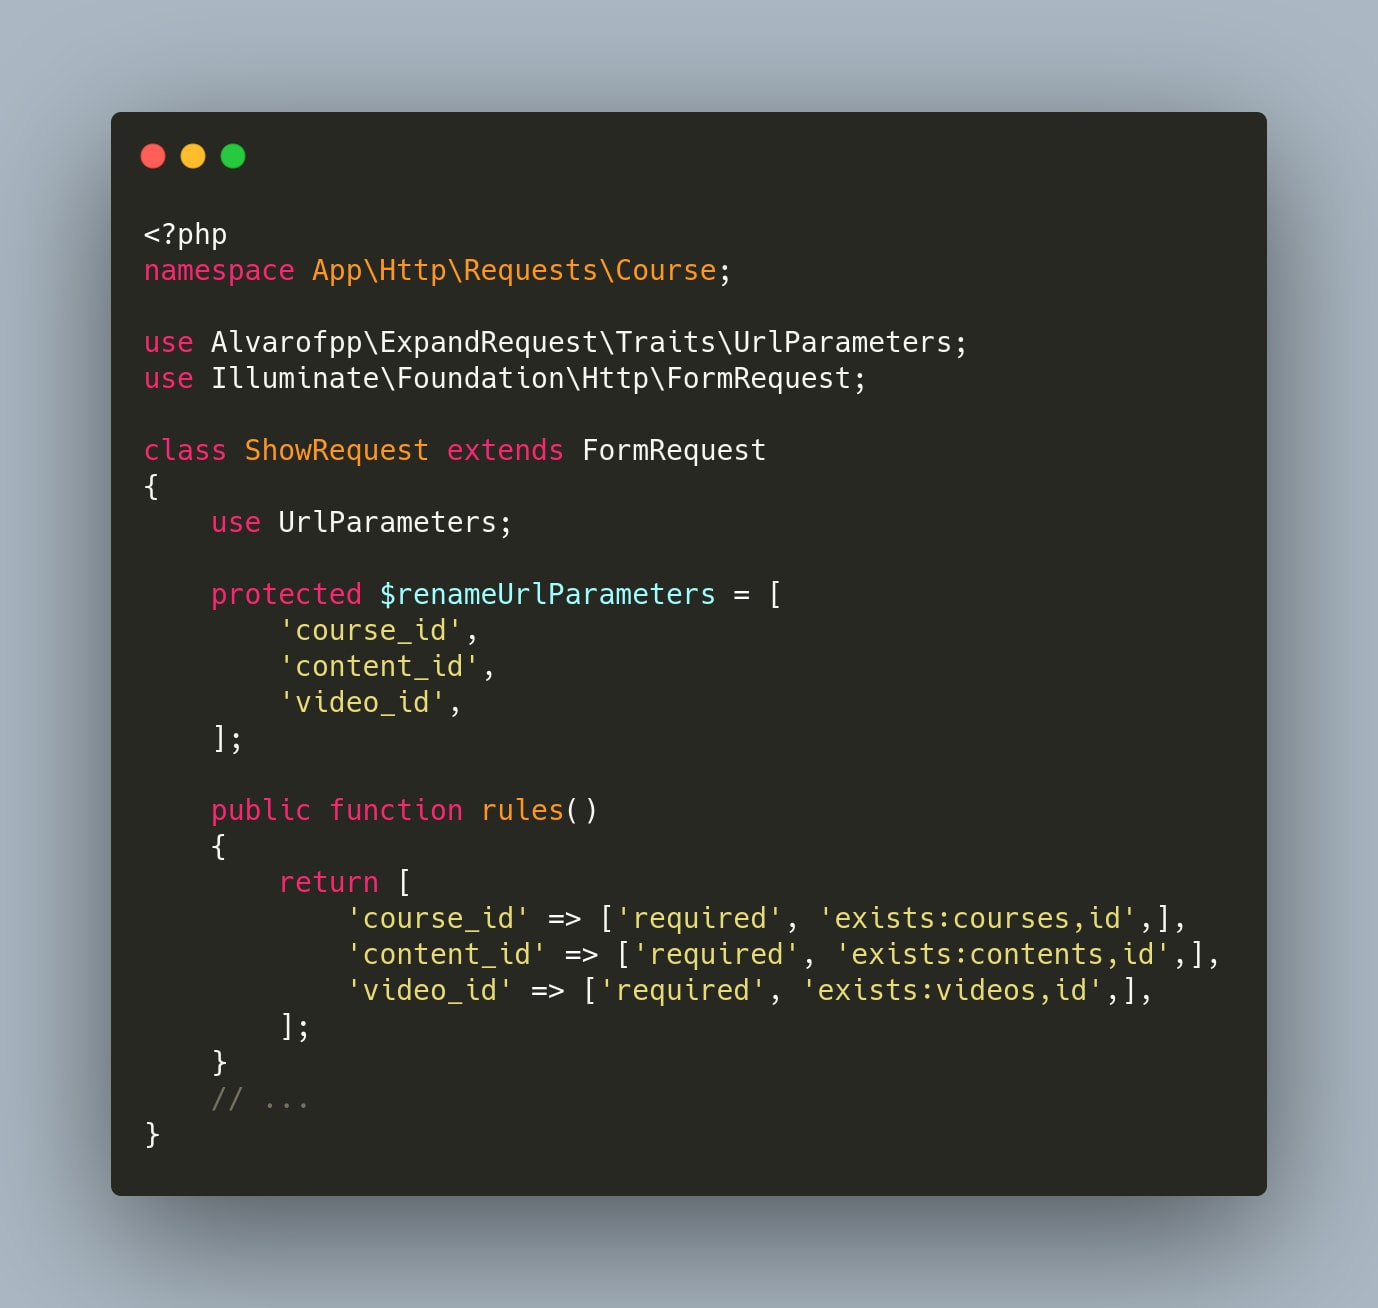 <?php
namespace App\Http\Requests\Course;

use Alvarofpp\ExpandRequest\Traits\UrlParameters;
use Illuminate\Foundation\Http\FormRequest;

class ShowRequest extends FormRequest
{
    use UrlParameters;

    protected $renameUrlParameters = [
        'course_id',
        'content_id',
        'video_id',
    ];

    public function rules()
    {
        return [
            'course_id' => ['required', 'exists:courses,id',],
            'content_id' => ['required', 'exists:contents,id',],
            'video_id' => ['required', 'exists:videos,id',],
        ];
    }
    // ...
}